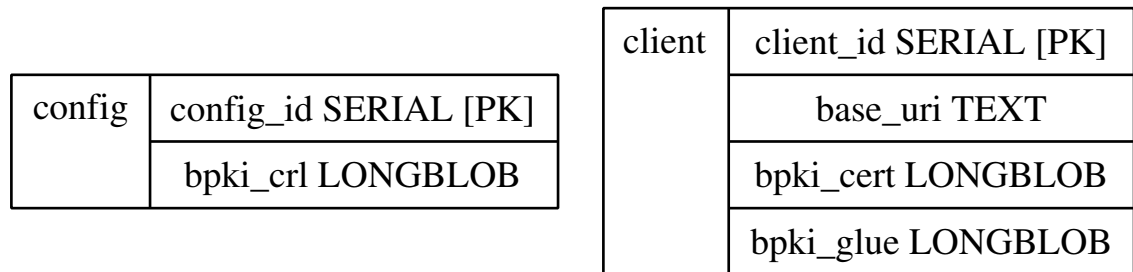 config
config_id SERIAL [PK]
bpki_crl LONGBLOB
client
client_id SERIAL [PK]
base_uri TEXT
bpki_cert LONGBLOB
bpki_glue LONGBLOB